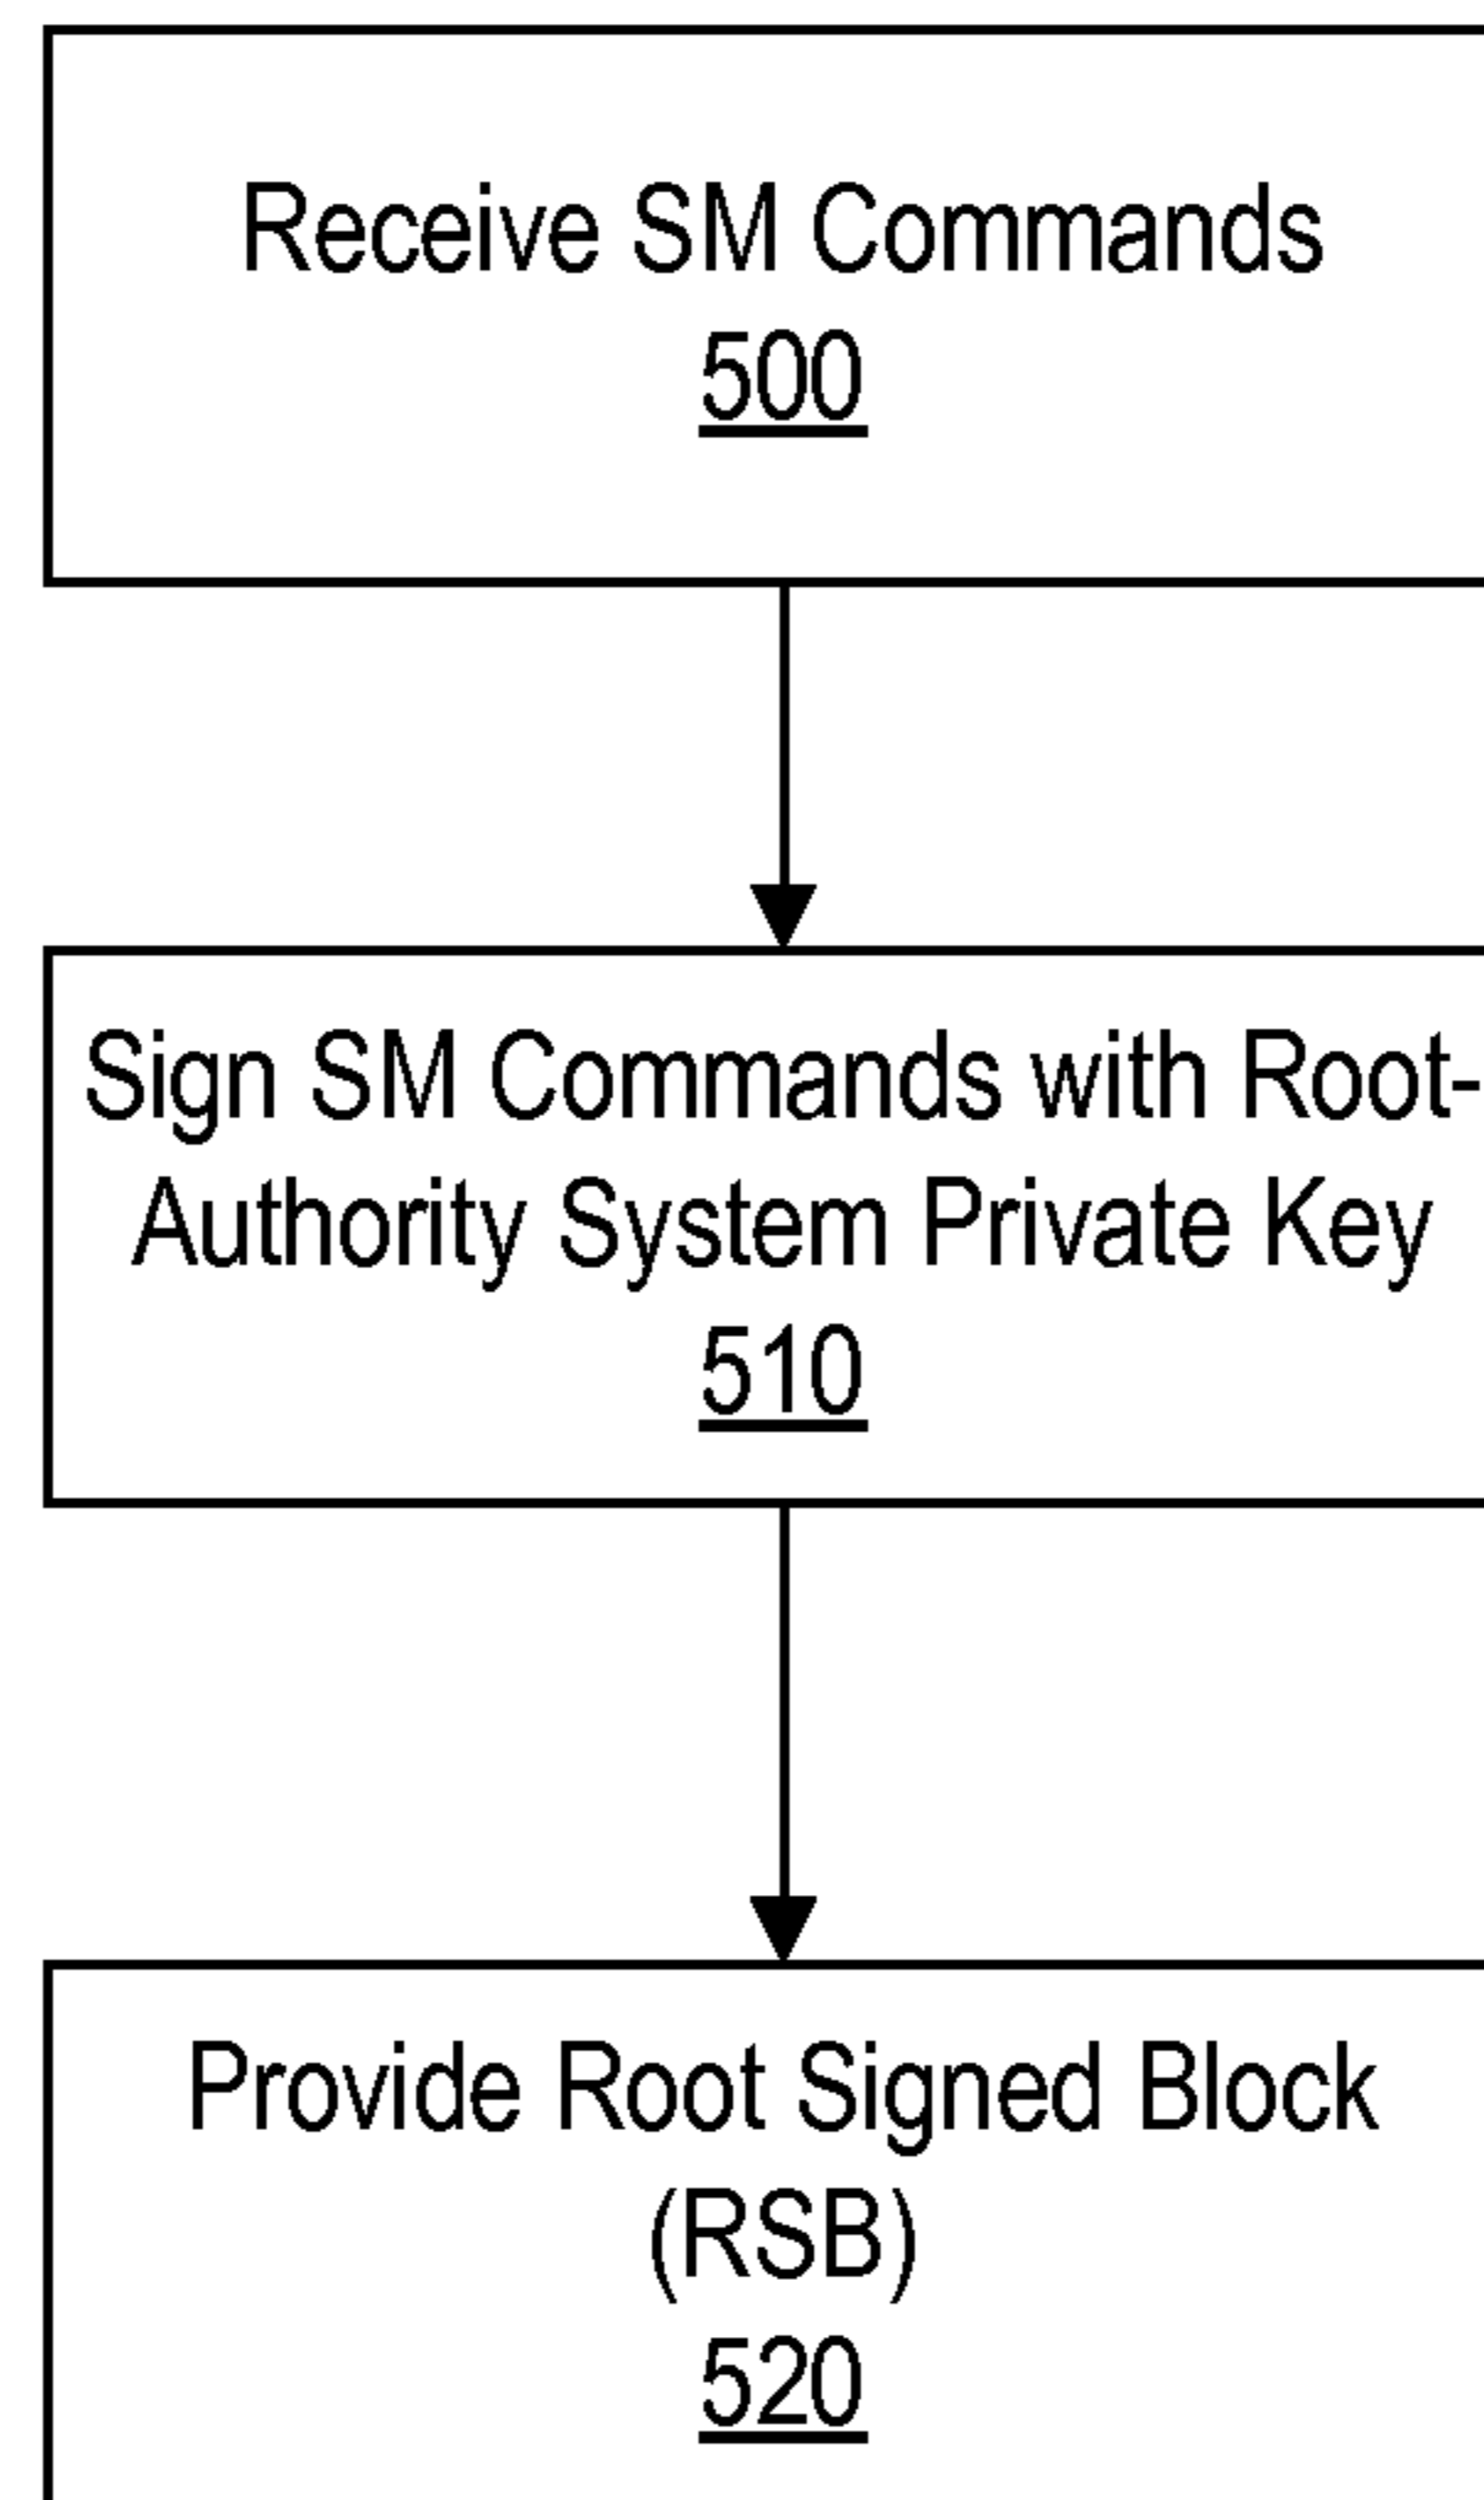 Receive SM Commands
500
Sign SM Commands with Root-
Authority System Private Key
510
Provide Root Signed Block
(RSB)
520